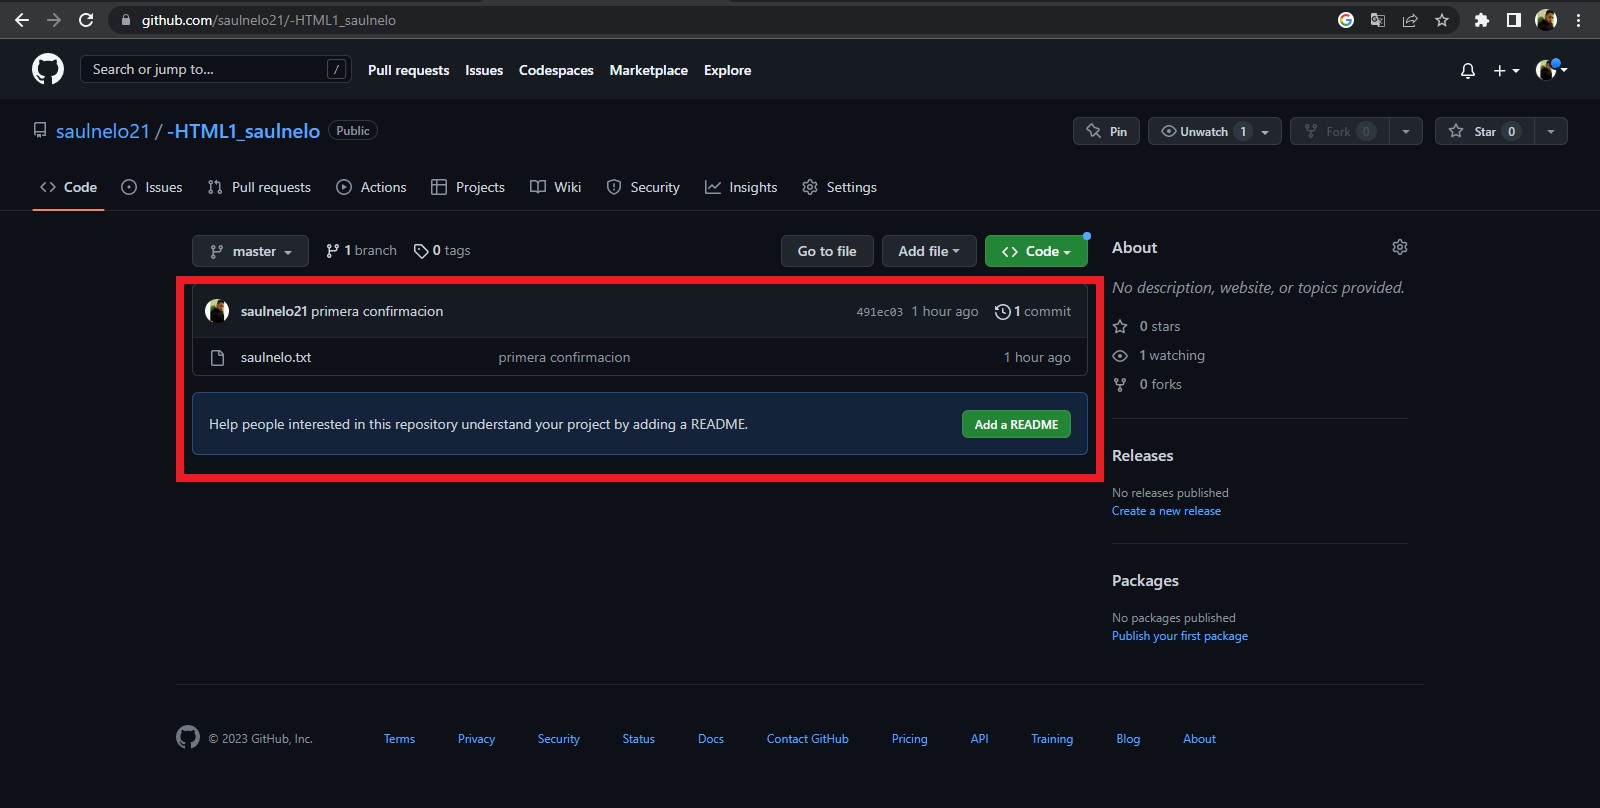 github.com/saulnelo21/-HTML1_saulnelo
Search or jump to... /
Pull requests Issues Codespaces Marketplace Explore
saulnelo21 / -HTML1_saulnelo Public
Pin Unwatch 1 Fork 0 Star 0
Code Issues Pull requests Actions Projects Wiki Security Insights Settings
master 1 branch 0 tags Go to file Add file Code
saulnelo21 primera confirmacion 491ec03 1 hour ago 1 commit
saulnelo.txt primera confirmacion 1 hour ago
Help people interested in this repository understand your project by adding a README. Add a README
About
No description, website, or topics provided.
0 stars
1 watching
0 forks
Releases
No releases published
Create a new release
Packages
No packages published
Publish your first package
© 2023 GitHub, Inc. Terms Privacy Security Status Docs Contact GitHub Pricing API Training Blog About